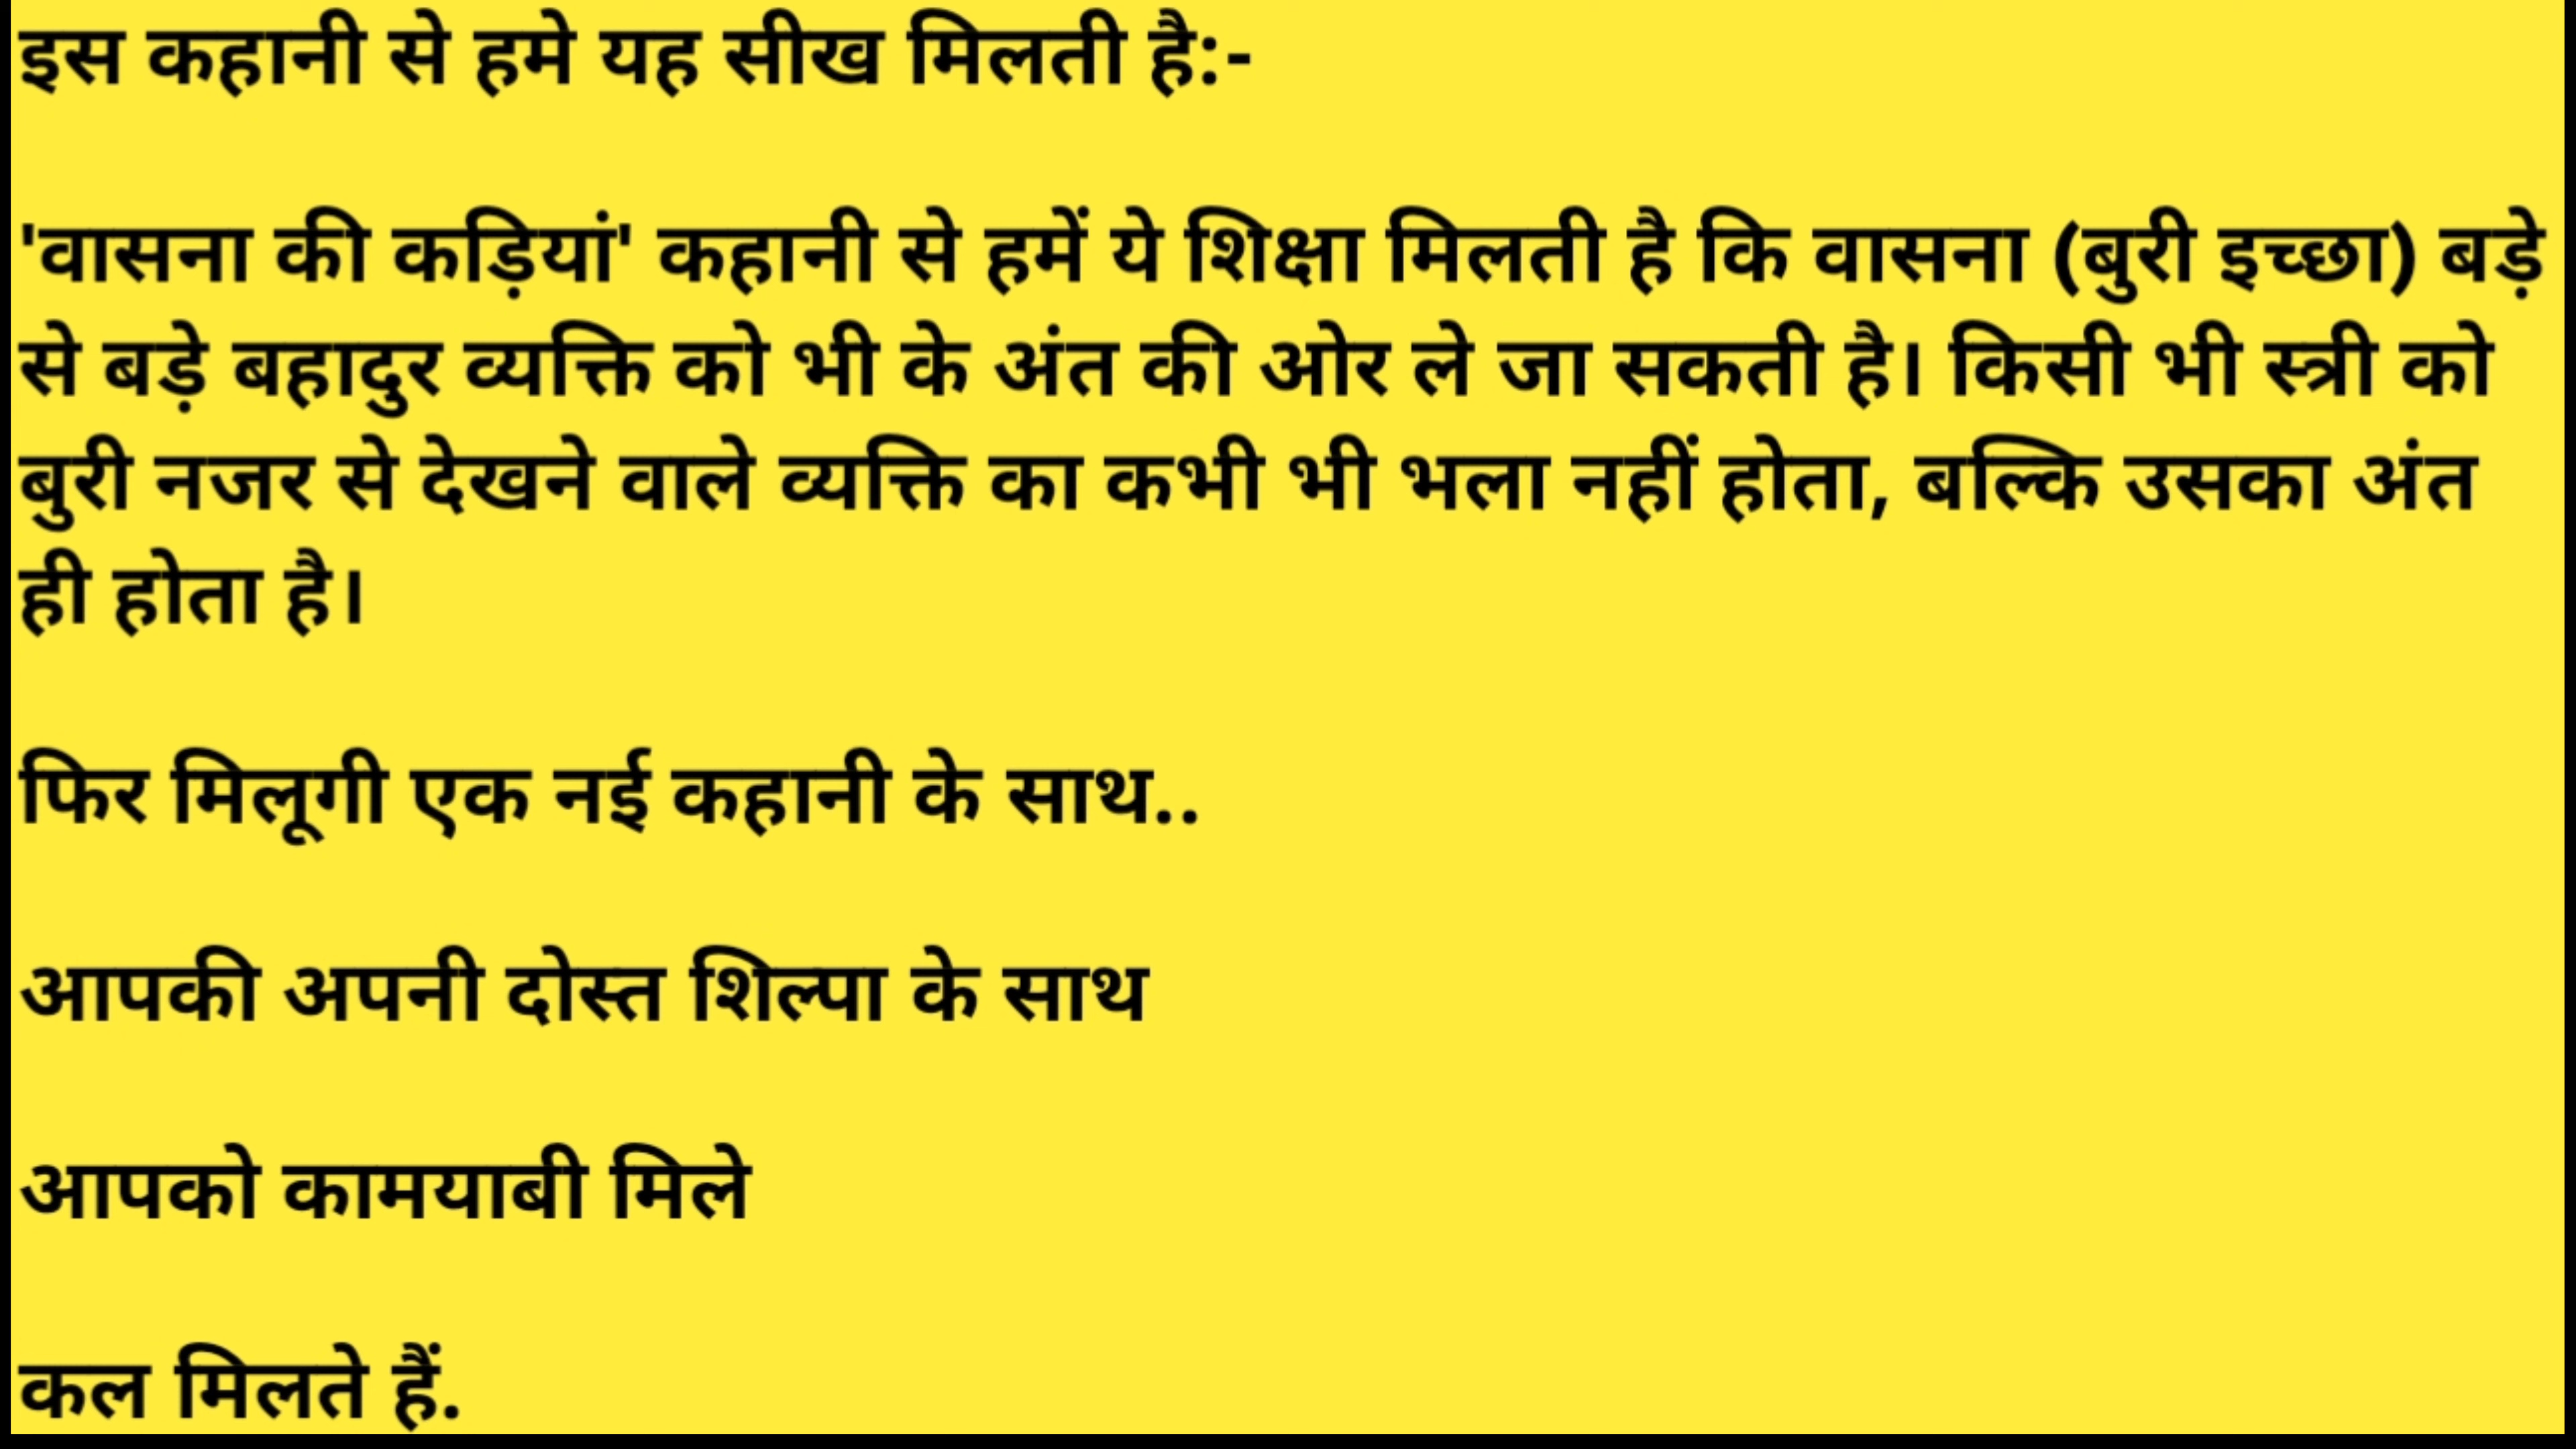 इस कहानी से हमे यह सीख मिलती है:-
'वासना की कड़ियां' कहानी से हमें ये शिक्षा मिलती है कि वासना (बुरी इच्छा) बड़े
से बड़े बहादुर व्यक्ति को भी के अंत की ओर ले जा सकती है। किसी भी स्त्री को
बुरी नजर से देखने वाले व्यक्ति का कभी भी भला नहीं होता, बल्कि उसका अंत
ही होता है।
फिर मिलूगी एक नई कहानी के साथ..
आपकी अपनी दोस्त शिल्पा के साथ
आपको कामयाबी मिले
कल मिलते हैं.